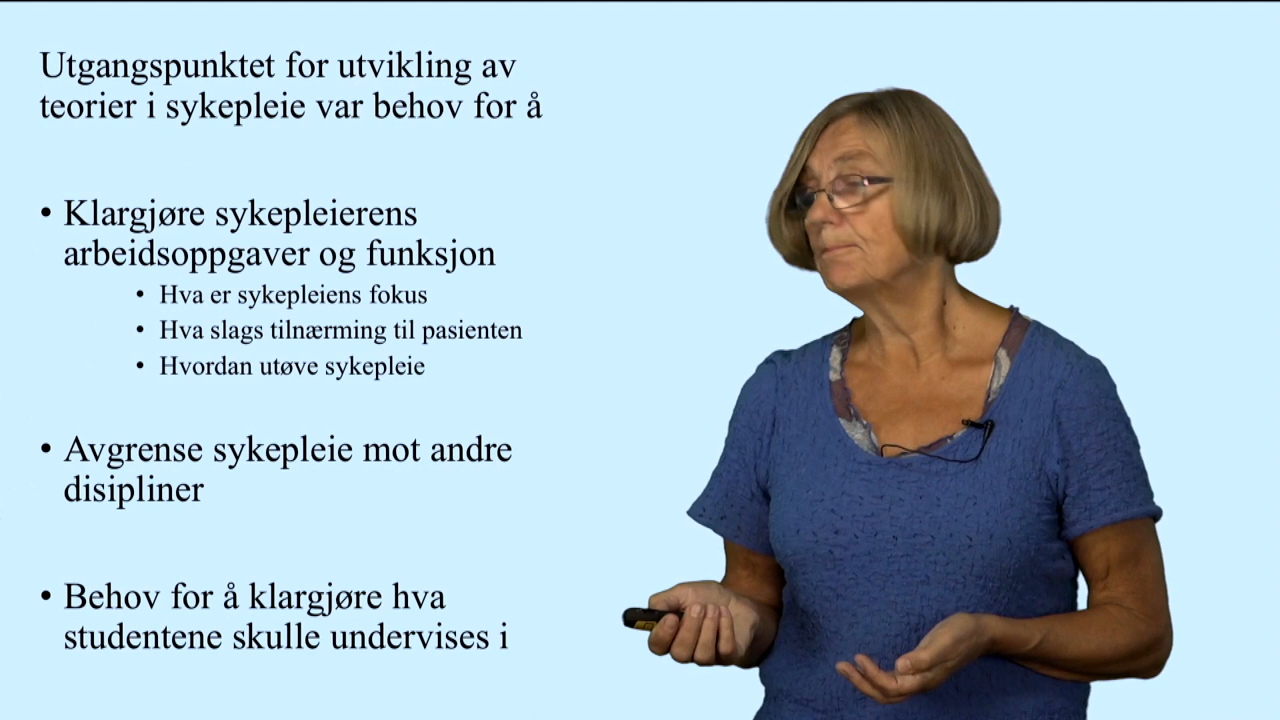 Utgangspunktet for utvikling av
teorier i sykepleie var behov for å
• Klargjøre sykepleierens
arbeidsoppgaver og funksjon
• Hva er sykepleiens fokus
• Hva slags tilnærming til pasienten
• Hvordan utøve sykepleie
• Avgrense sykepleie mot andre
disipliner
• Behov for å klargjøre hva
studentene skulle undervises i